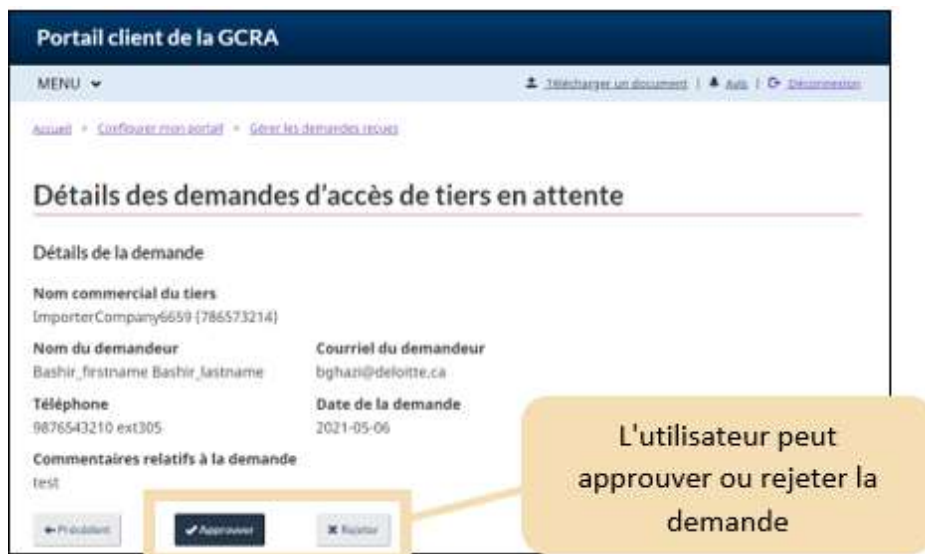 Portail client de la GCRA
MENU
Télécharger un document | Avis | Déconnexion
Accueil Configurer mon portail Gérer les demandes reçues
Détails des demandes d'accès de tiers en attente
Détails de la demande
Nom commercial du tiers
ImporterCompany6659 (786573214)
Nom du demandeur Courriel du demandeur
Bashir_firstname Bashir_lastname bghazi@deloitte.ca
Téléphone Date de la demande
9876543210 ext305 2021-05-06
Commentaires relatifs à la demande
test
Précédent Approuver Rejeter
L'utilisateur peut
approuver ou rejeter la
demande